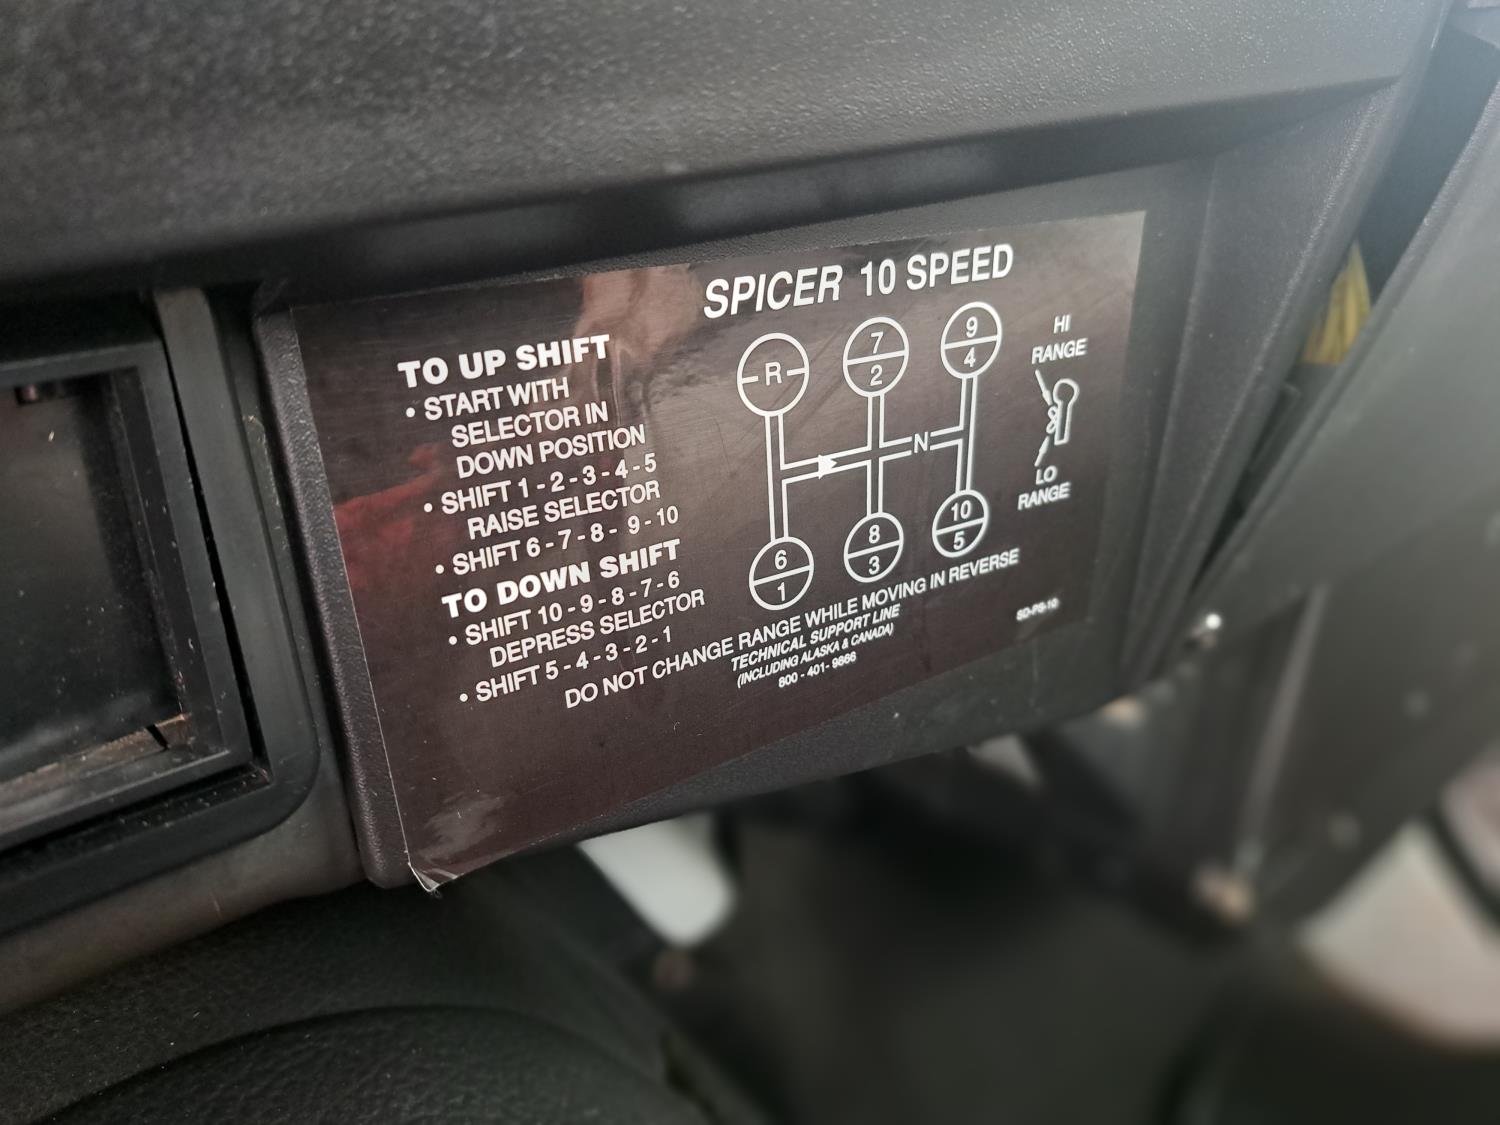 SPICER 10 SPEED
TO UP SHIFT
• START WITH
SELECTOR IN
DOWN POSITION
• SHIFT 1 - 2 - 3 - 4 - 5
RAISE SELECTOR
• SHIFT 6 - 7 - 8 - 9 - 10
TO DOWN SHIFT
• SHIFT 10 - 9 - 8 - 7 - 6
DEPRESS SELECTOR
• SHIFT 5 - 4 - 3 - 2 - 1
R
7
2
9
4
N
6
1
8
3
10
5
HI
RANGE
LO
RANGE
DO NOT CHANGE RANGE WHILE MOVING IN REVERSE
TECHNICAL SUPPORT LINE
(INCLUDING ALASKA & CANADA)
800 - 401 - 9866
SD-PS-10